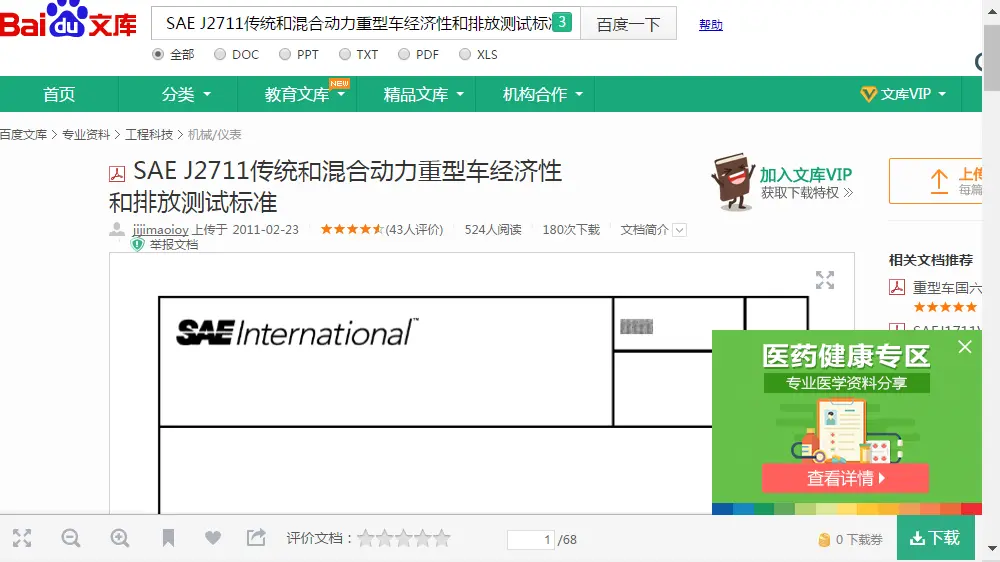 Bai du 文库
SAE J2711传统和混合动力重型车经济性和排放测试标
3
百度一下
帮助
全部 DOC PPT TXT PDF XLS
首页 分类 教育文库 NEW 精品文库 机构合作 文库VIP
百度文库 > 专业资料 > 工程科技 > 机械/仪表
SAE J2711传统和混合动力重型车经济性
和排放测试标准
加入文库VIP
获取下载特权 >>
上传
每篇
jijimaojoy 上传于 2011-02-23 (43人评价) 524人阅读 180次下载 文档简介
举报文档
相关文档推荐
重型车国六
SAE International™
医药健康专区
专业医学资料分享
查看详情
评价文档：
1 /68
0 下载券
下载